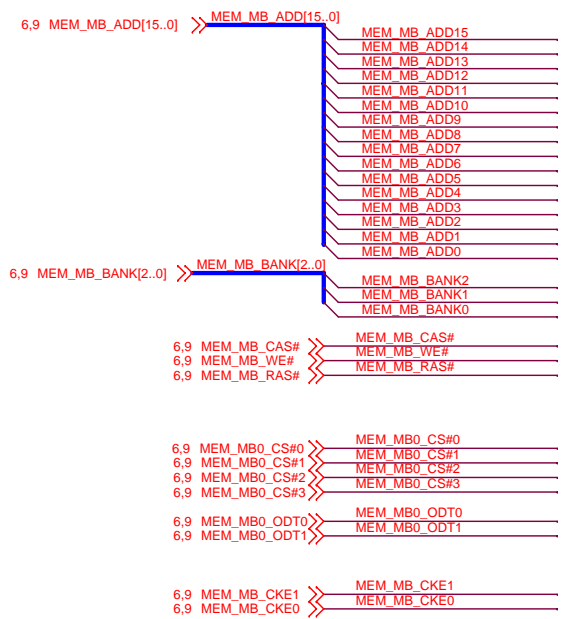 6,9 MEM_MB_ADD[15..0] MEM_MB_ADD[15..0]
MEM_MB_ADD15
MEM_MB_ADD14
MEM_MB_ADD13
MEM_MB_ADD12
MEM_MB_ADD11
MEM_MB_ADD10
MEM_MB_ADD9
MEM_MB_ADD8
MEM_MB_ADD7
MEM_MB_ADD6
MEM_MB_ADD5
MEM_MB_ADD4
MEM_MB_ADD3
MEM_MB_ADD2
MEM_MB_ADD1
MEM_MB_ADD0
6,9 MEM_MB_BANK[2..0] MEM_MB_BANK[2..0]
MEM_MB_BANK2
MEM_MB_BANK1
MEM_MB_BANK0
6,9 MEM_MB_CAS# MEM_MB_CAS#
6,9 MEM_MB_WE# MEM_MB_WE#
6,9 MEM_MB_RAS# MEM_MB_RAS#
6,9 MEM_MB0_CS#0 MEM_MB0_CS#0
6,9 MEM_MB0_CS#1 MEM_MB0_CS#1
6,9 MEM_MB0_CS#2 MEM_MB0_CS#2
6,9 MEM_MB0_CS#3 MEM_MB0_CS#3
6,9 MEM_MB0_ODT0 MEM_MB0_ODT0
6,9 MEM_MB0_ODT1 MEM_MB0_ODT1
6,9 MEM_MB_CKE1 MEM_MB_CKE1
6,9 MEM_MB_CKE0 MEM_MB_CKE0